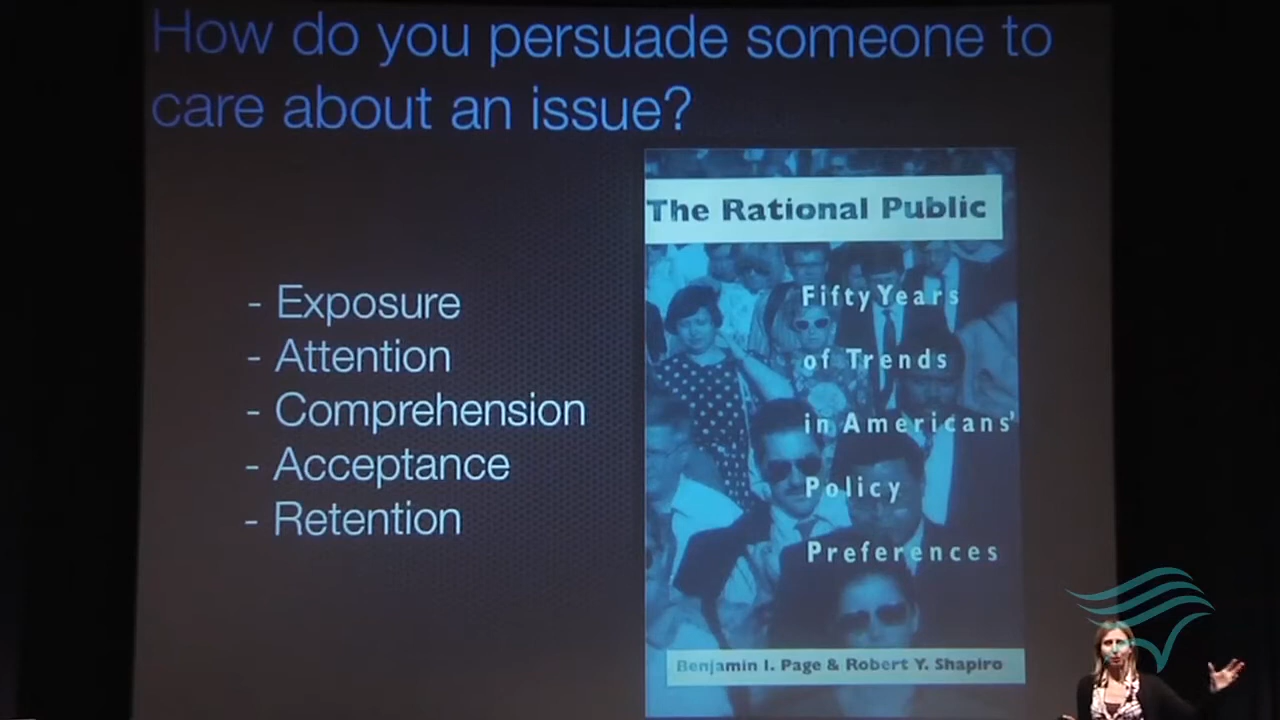 How do you persuade someone to
care about an issue?
- Exposure
- Attention
- Comprehension
- Acceptance
- Retention
The Rational Public
Fifty Years
of Trends
in Americans'
Policy
Preferences
Benjamin I. Page & Robert Y. Shapiro